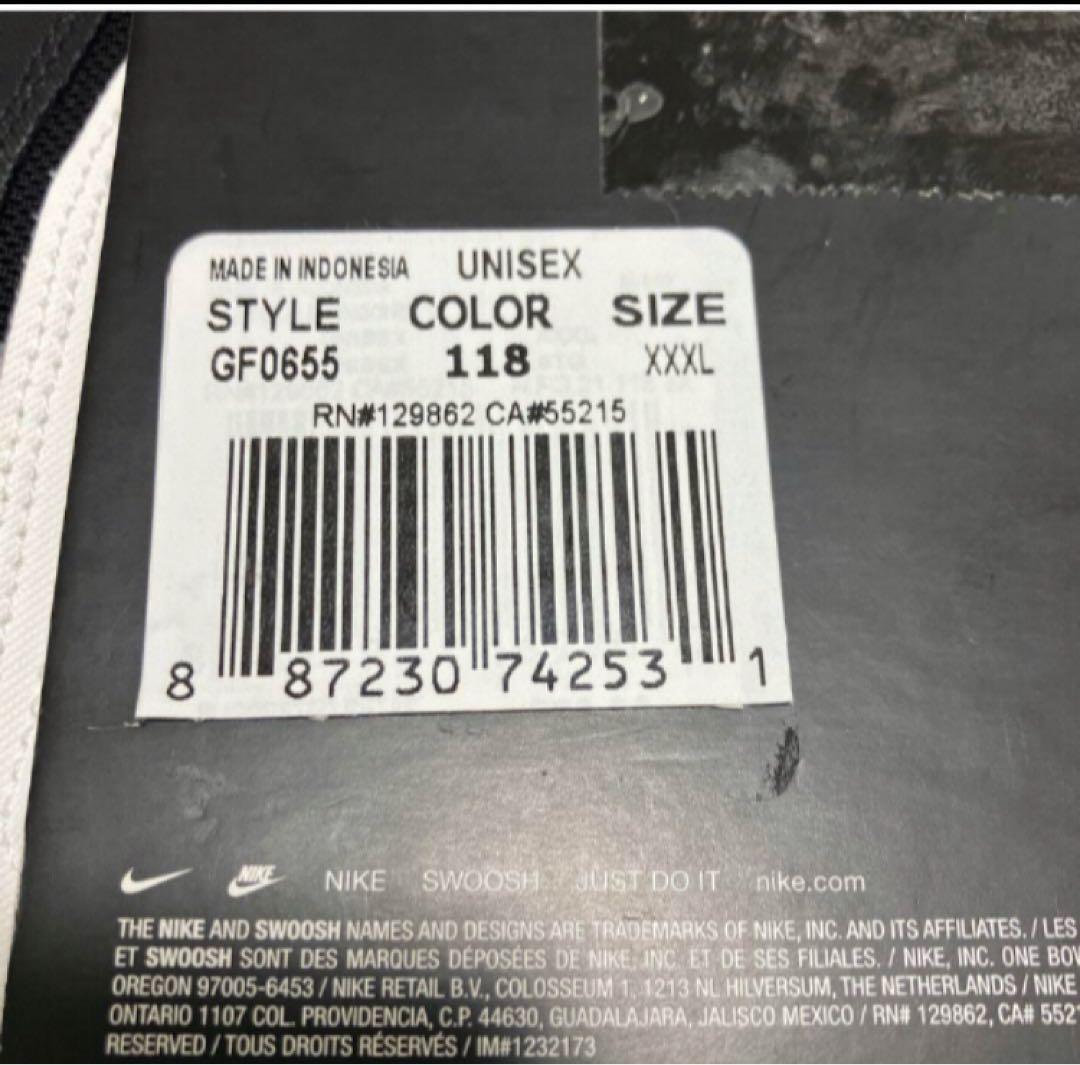 MADE IN INDONESIA UNISEX
STYLE COLOR SIZE
GF0655 118 XXXL
RN#129862 CA#55215
8 87230 74253 1
NIKE NIKE SWOOSH JUST DO IT nike.com
THE NIKE AND SWOOSH NAMES AND DESIGNS ARE TRADEMARKS OF NIKE, INC. AND ITS AFFILIATES. / LES
ET SWOOSH SONT DES MARQUES DÉPOSÉES DE NIKE, INC. ET DE SES FILIALES. / NIKE, INC. ONE BOW
OREGON 97005-6453 / NIKE RETAIL B.V., COLOSSEUM 1, 1213 NL HILVERSUM, THE NETHERLANDS / NIKE
ONTARIO 1107 COL. PROVIDENCIA, C.P. 44630, GUADALAJARA, JALISCO MEXICO / RN# 129862, CA# 5521
RESERVED / TOUS DROITS RÉSERVÉS / IM#1232173